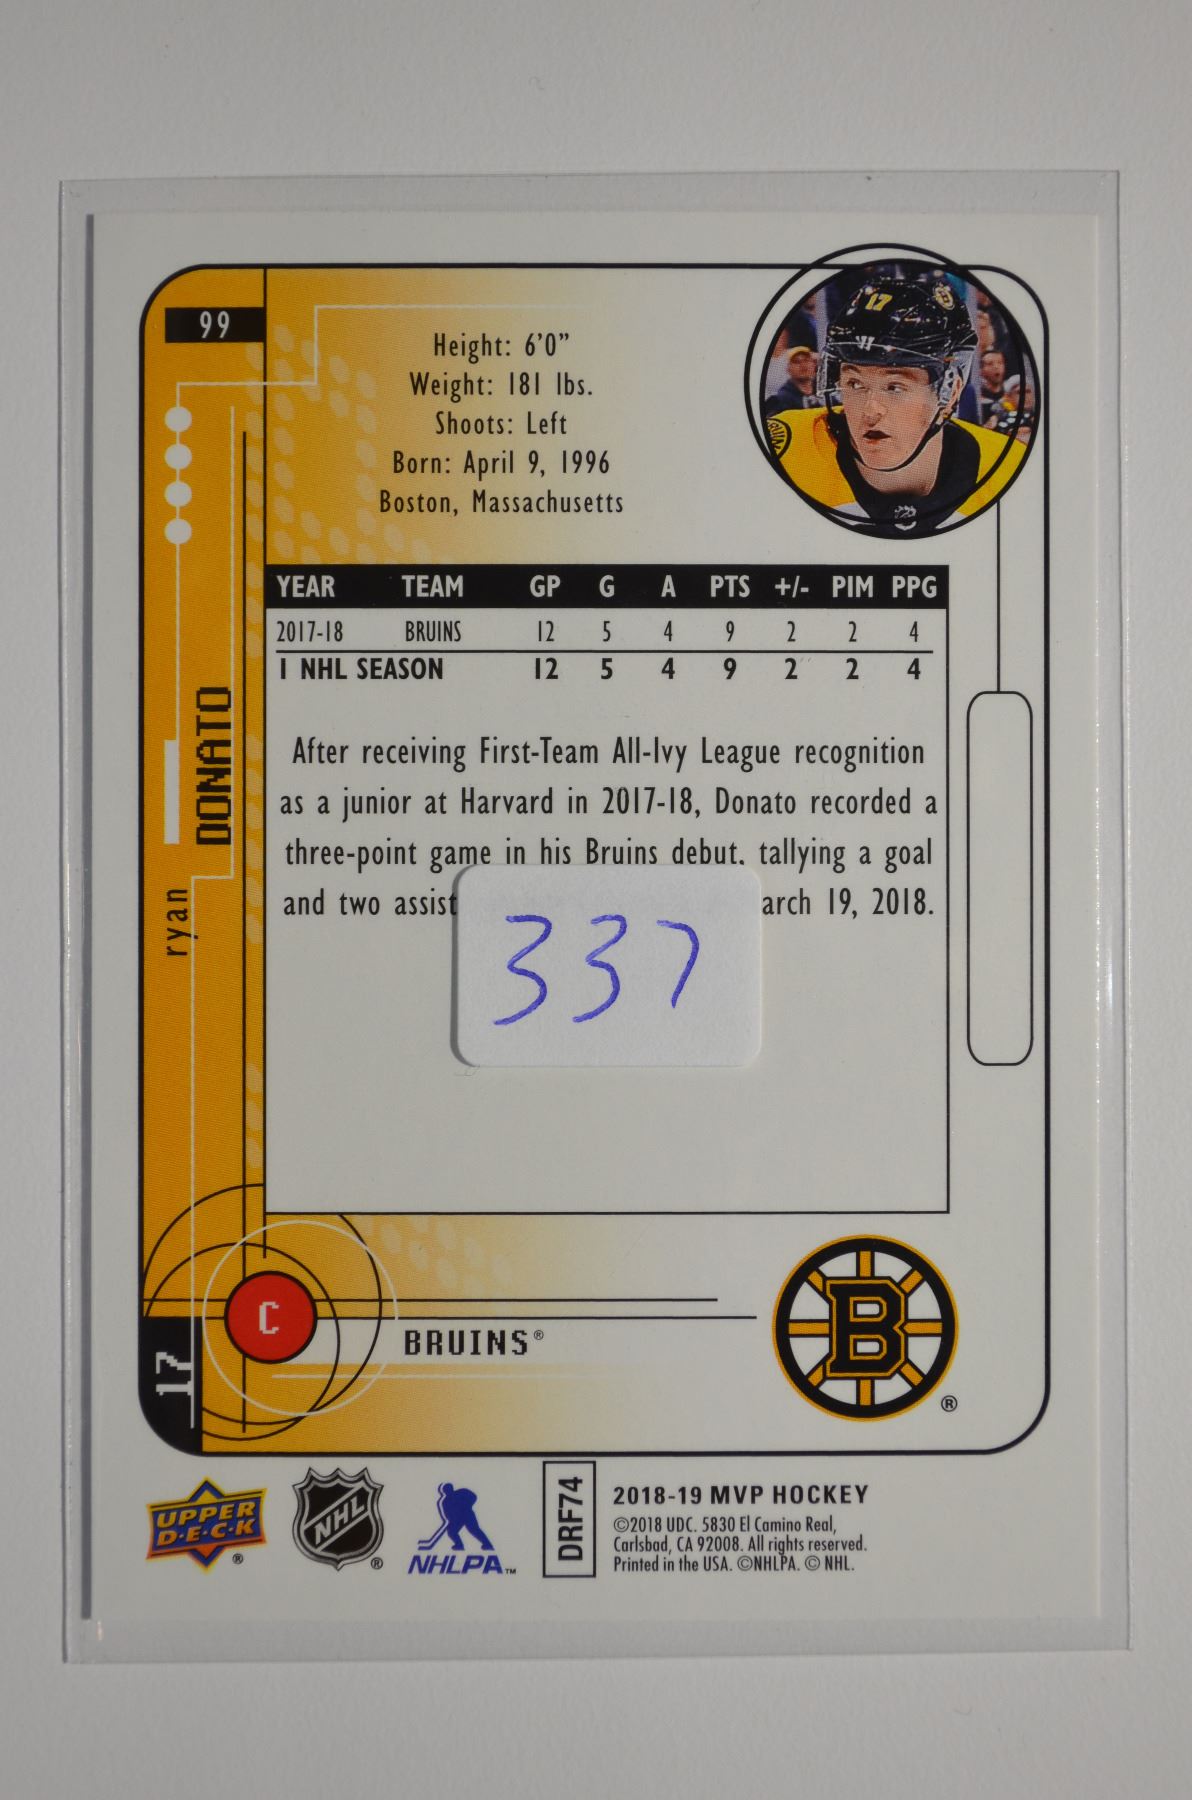 99
Height: 6'0"
Weight: 181 lbs.
Shoots: Left
Born: April 9, 1996
Boston, Massachusetts
17
YEAR TEAM GP G A PTS +/- PIM PPG
2017-18 BRUINS 12 5 4 9 2 2 4
1 NHL SEASON 12 5 4 9 2 2 4
ryan DONATO
After receiving First-Team All-Ivy League recognition
as a junior at Harvard in 2017-18, Donato recorded a
three-point game in his Bruins debut, tallying a goal
and two assist arch 19, 2018.
337
C
BRUINS®
17
B
®
UPPER
D·E·C·K
®
NHL
®
NHLPA™
DRF74
2018-19 MVP HOCKEY
©2018 UDC. 5830 El Camino Real,
Carlsbad, CA 92008. All rights reserved.
Printed in the USA. ©NHLPA. © NHL.